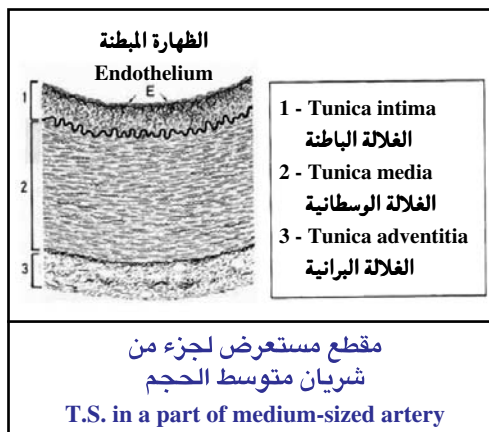 الظهارة المبطنة
Endothelium
E
1
2
3
1 - Tunica intima
الغلالة الباطنة
2 - Tunica media
الغلالة الوسطانية
3 - Tunica adventitia
الغلالة البرانية
مقطع مستعرض لجزء من
شريان متوسط الحجم
T.S. in a part of medium-sized artery